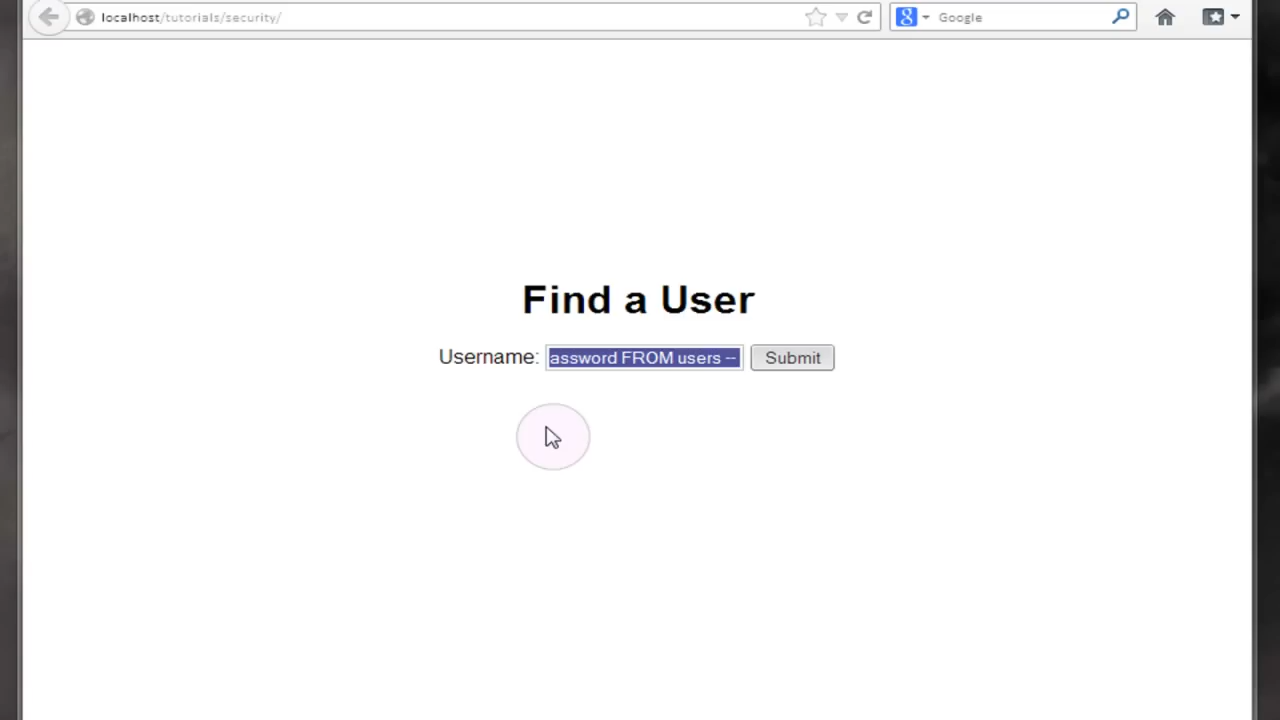 localhost/tutorials/security/
Google
Find a User
Username: assword FROM users -- Submit